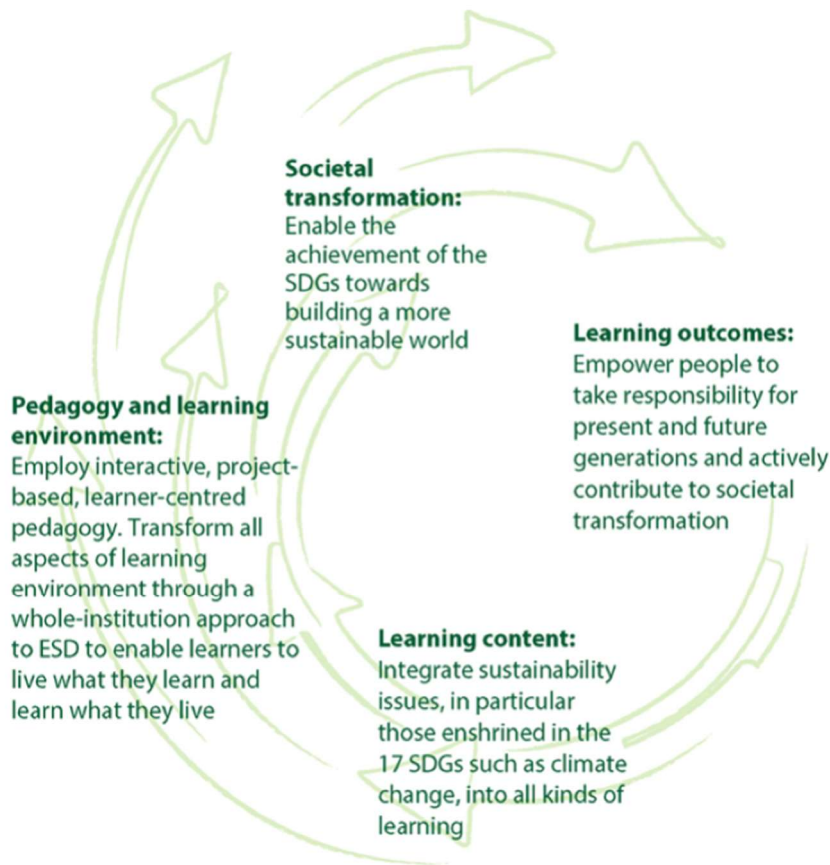 Societal
transformation:
Enable the
achievement of the
SDGs towards
building a more
sustainable world
Learning outcomes:
Empower people to
take responsibility for
present and future
generations and actively
contribute to societal
transformation
Pedagogy and learning
environment:
Employ interactive, project-
based, learner-centred
pedagogy. Transform all
aspects of learning
environment through a
whole-institution approach
to ESD to enable learners to
live what they learn and
learn what they live
Learning content:
Integrate sustainability
issues, in particular
those enshrined in the
17 SDGs such as climate
change, into all kinds of
learning